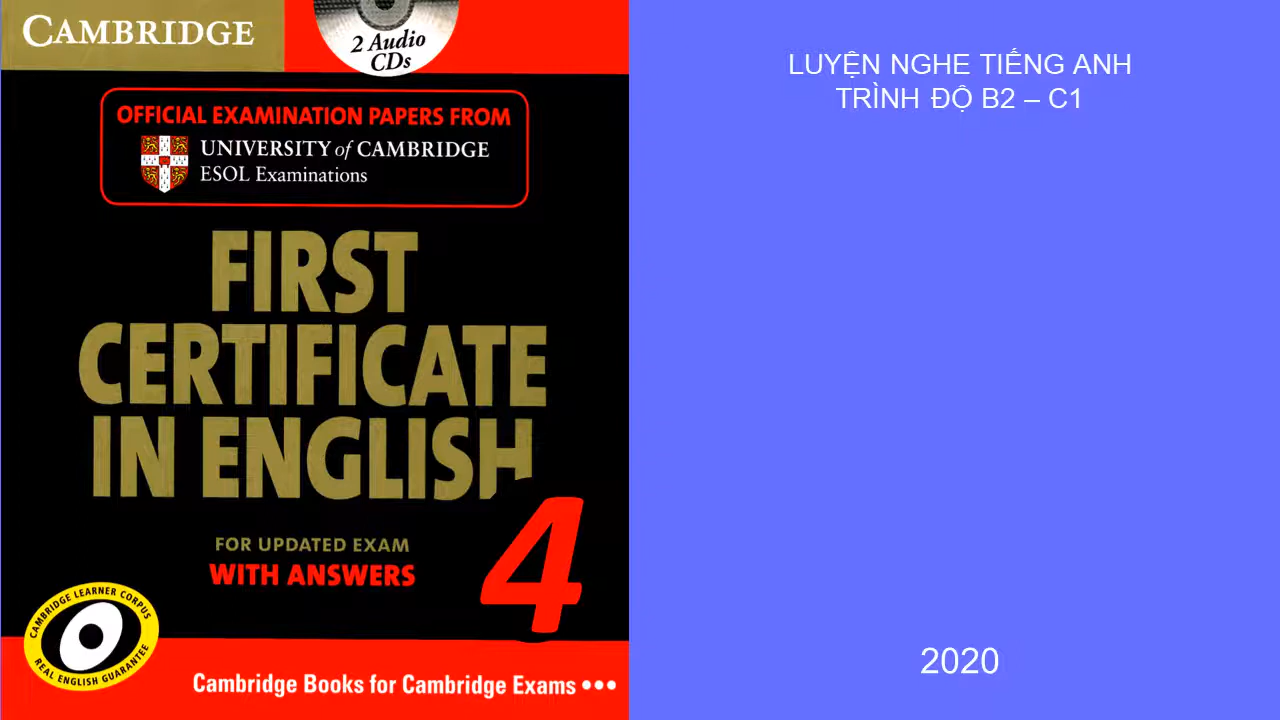 CAMBRIDGE
2 Audio
CDs
OFFICIAL EXAMINATION PAPERS FROM
UNIVERSITY of CAMBRIDGE
ESOL Examinations
FIRST
CERTIFICATE
IN ENGLISH
4
FOR UPDATED EXAM
WITH ANSWERS
CAMBRIDGE LEARNER CORPUS
REAL ENGLISH GUARANTEE
Cambridge Books for Cambridge Exams •••
LUYỆN NGHE TIẾNG ANH
TRÌNH ĐỘ B2 – C1
2020